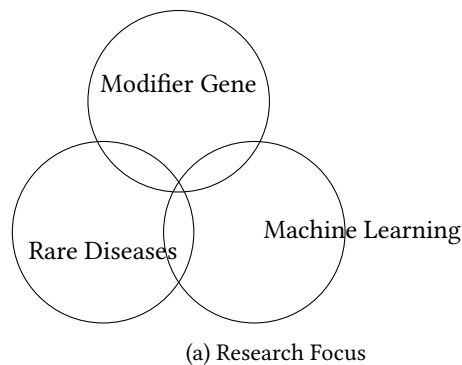 Modifier Gene
Machine Learning
Rare Diseases
(a) Research Focus